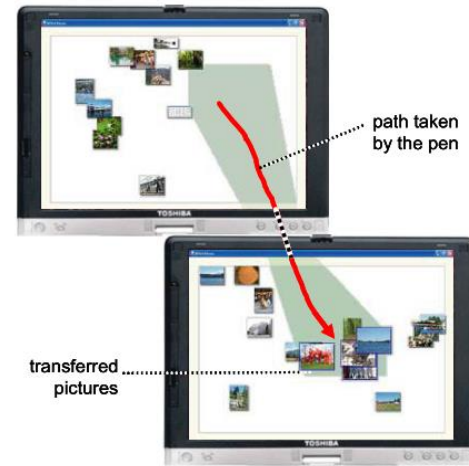 TOSHIBA
path taken
by the pen
TOSHIBA
transferred
pictures